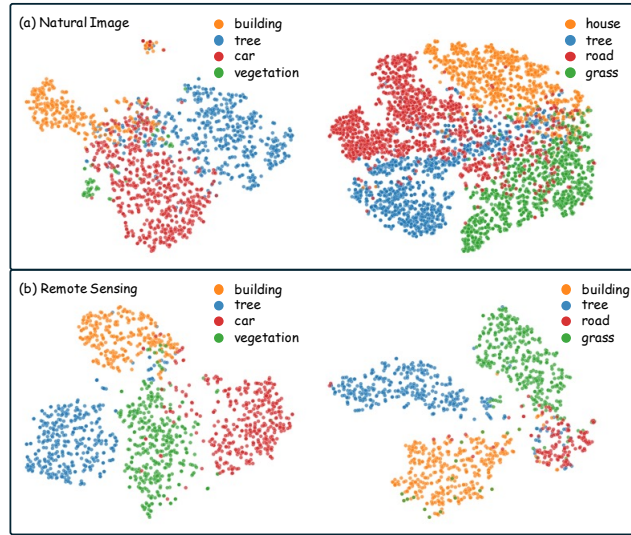 (a) Natural Image
building
tree
car
vegetation
house
tree
road
grass
(b) Remote Sensing
building
tree
car
vegetation
building
tree
road
grass